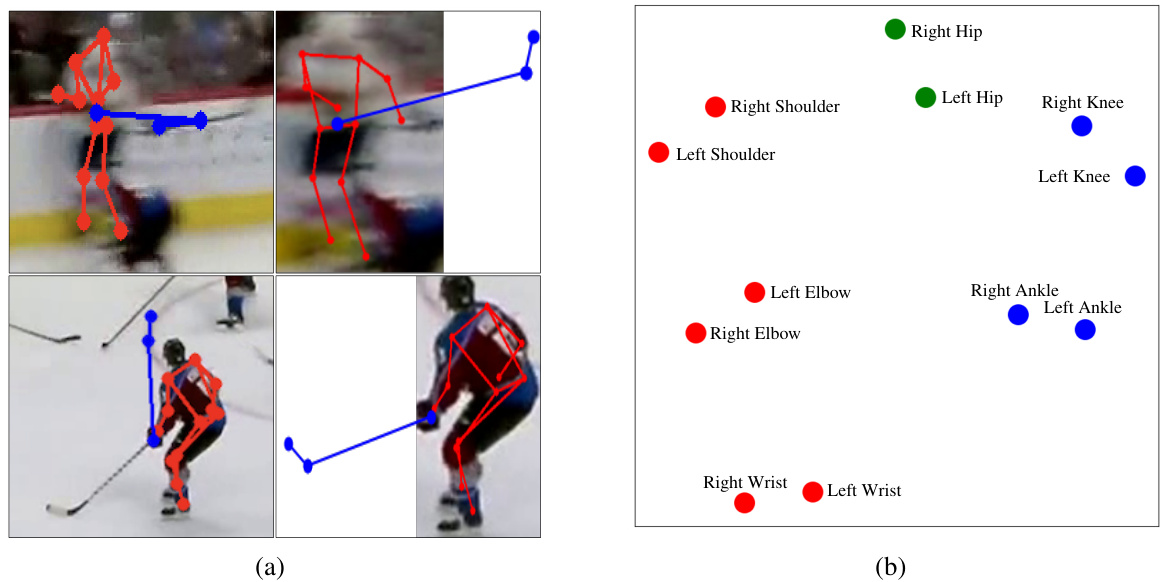 Right Hip
Left Hip
Right Knee
Right Shoulder
Left Shoulder
Left Knee
Left Elbow
Right Ankle
Left Ankle
Right Elbow
Right Wrist
Left Wrist
(a)
(b)